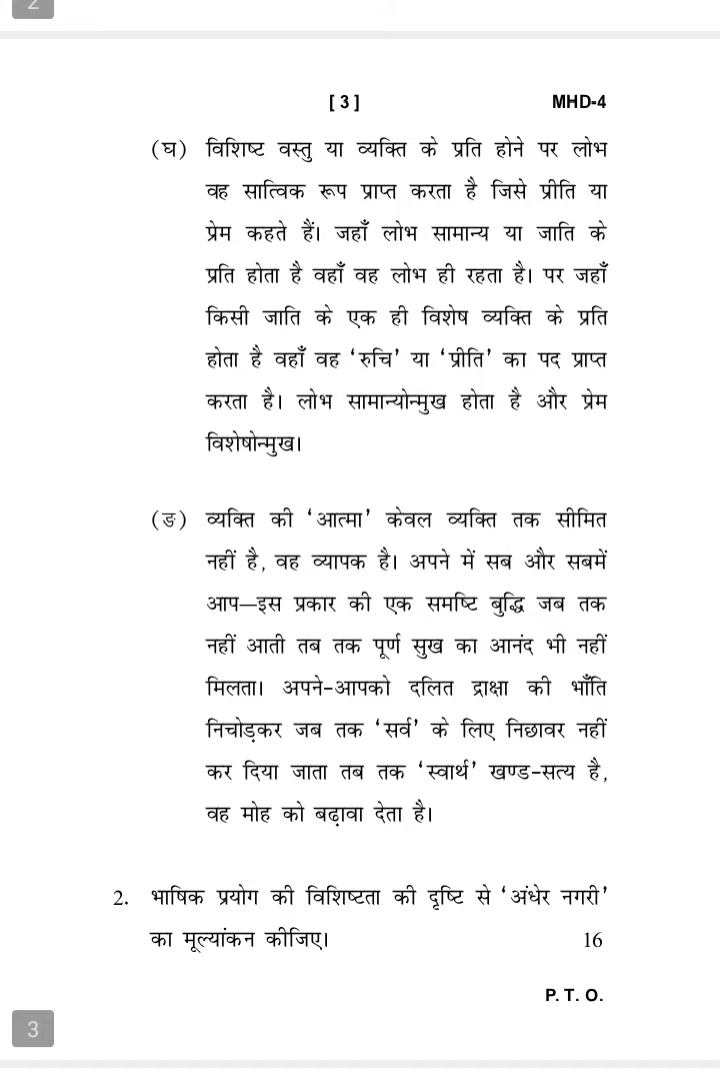 2
[ 3 ] MHD-4
(घ) विशिष्ट वस्तु या व्यक्ति के प्रति होने पर लोभ
वह सात्विक रूप प्राप्त करता है जिसे प्रीति या
प्रेम कहते हैं। जहाँ लोभ सामान्य या जाति के
प्रति होता है वहाँ वह लोभ ही रहता है। पर जहाँ
किसी जाति के एक ही विशेष व्यक्ति के प्रति
होता है वहाँ वह ‘रुचि’ या ‘प्रीति’ का पद प्राप्त
करता है। लोभ सामान्योन्मुख होता है और प्रेम
विशेषोन्मुख।
(ङ) व्यक्ति की ‘आत्मा’ केवल व्यक्ति तक सीमित
नहीं है, वह व्यापक है। अपने में सब और सबमें
आप—इस प्रकार की एक समष्टि बुद्धि जब तक
नहीं आती तब तक पूर्ण सुख का आनंद भी नहीं
मिलता। अपने-आपको दलित द्राक्षा की भाँति
निचोड़कर जब तक ‘सर्व’ के लिए निछावर नहीं
कर दिया जाता तब तक ‘स्वार्थ’ खण्ड-सत्य है,
वह मोह को बढ़ावा देता है।
2. भाषिक प्रयोग की विशिष्टता की दृष्टि से ‘अंधेर नगरी’
का मूल्यांकन कीजिए। 16
P. T. O.
3